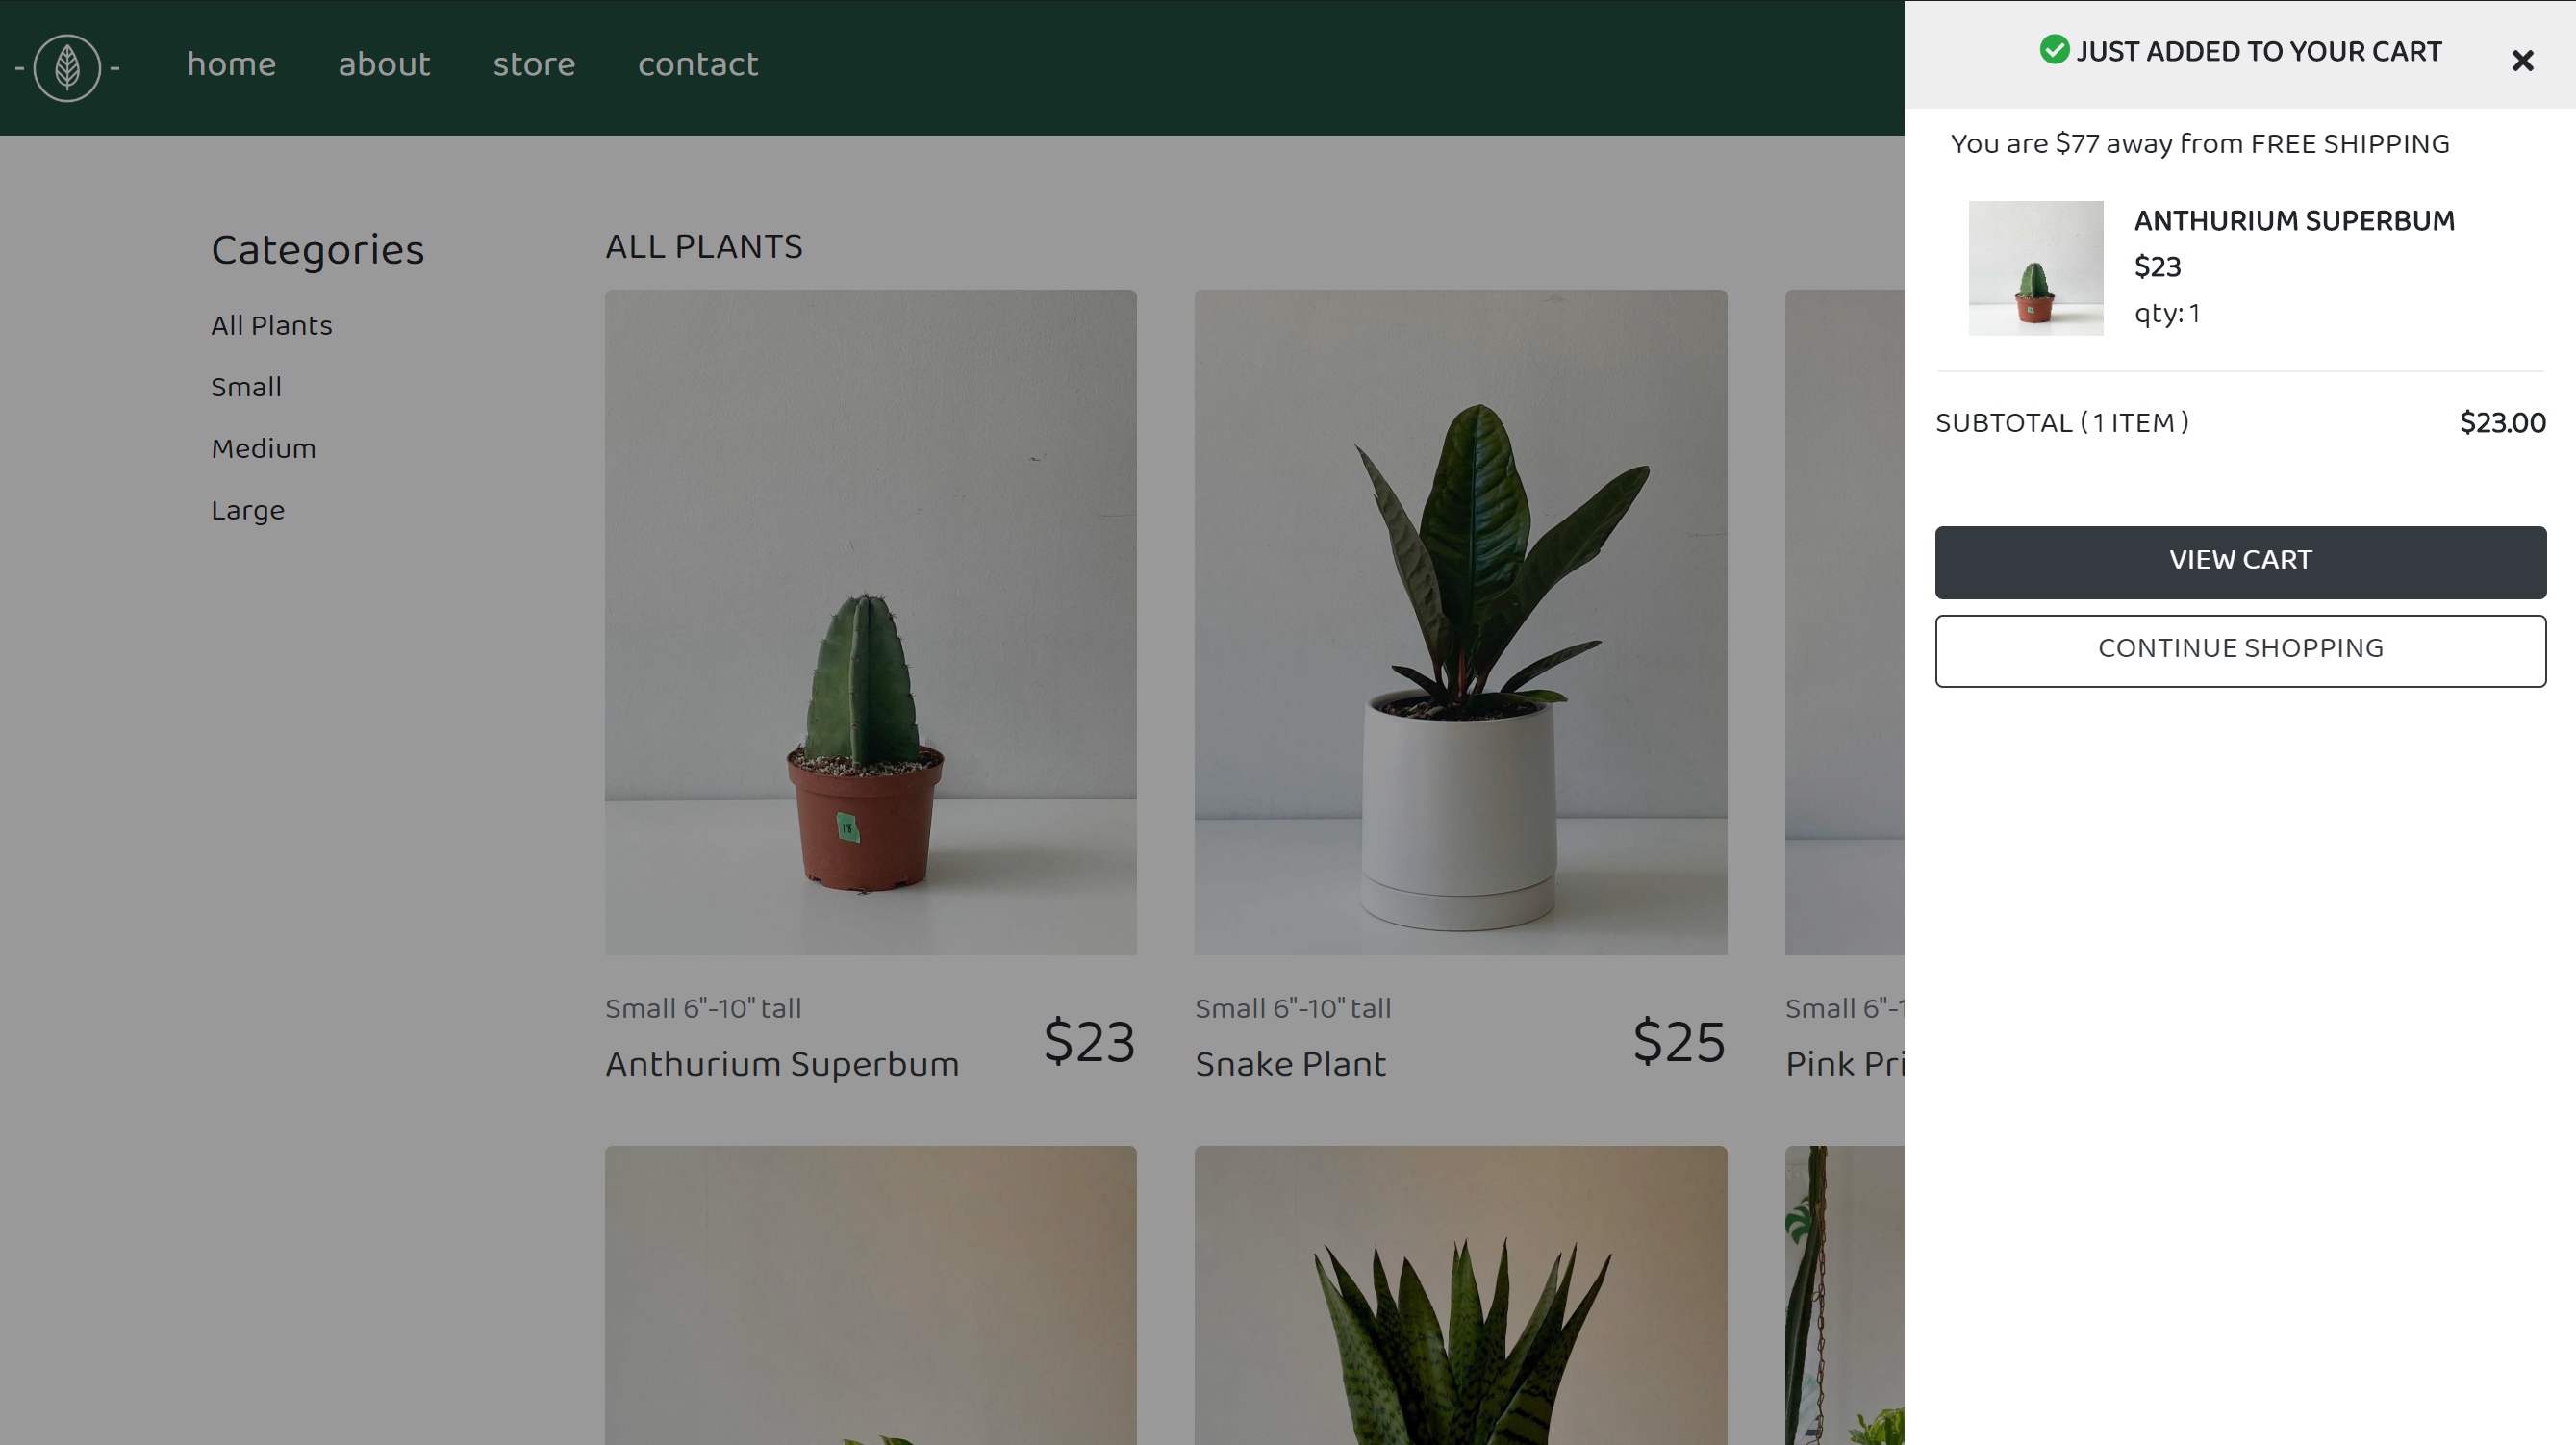 home about store contact
JUST ADDED TO YOUR CART
You are $77 away from FREE SHIPPING
ANTHURIUM SUPERBUM
$23
qty: 1
SUBTOTAL ( 1 ITEM ) $23.00
VIEW CART
CONTINUE SHOPPING
Categories
All Plants
Small
Medium
Large
ALL PLANTS
18
Small 6"-10" tall
Anthurium Superbum
$23
Small 6"-10" tall
Snake Plant
$25
Small 6"-1
Pink Pri